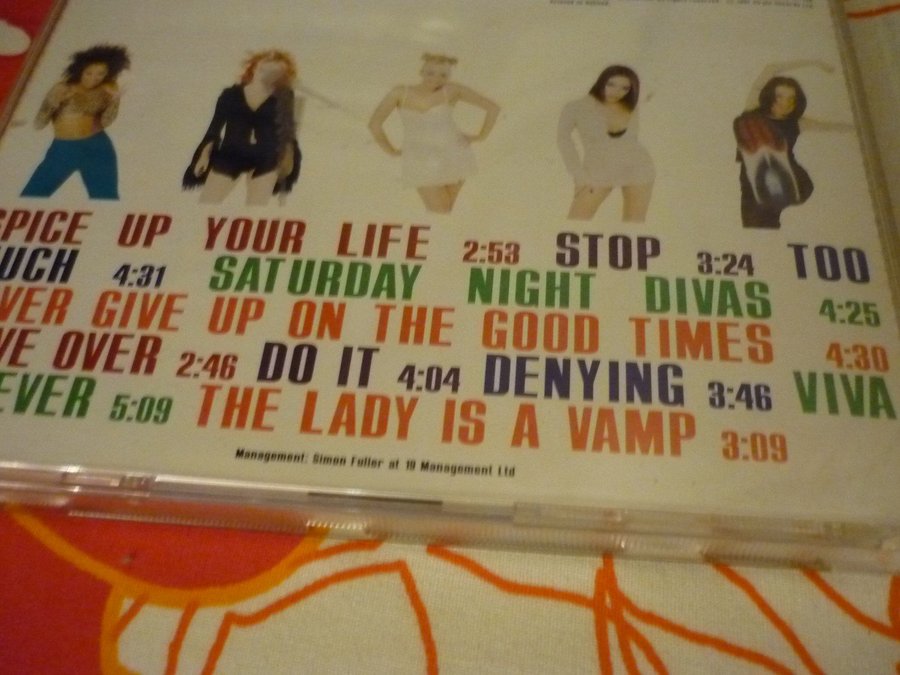 SPICE UP YOUR LIFE 2:53 STOP 3:24 TOO
UCH 4:31 SATURDAY NIGHT DIVAS 4:25
VER GIVE UP ON THE GOOD TIMES 4:30
VE OVER 2:46 DO IT 4:04 DENYING 3:46 VIVA
EVER 5:09 THE LADY IS A VAMP 3:09
Management: Simon Fuller at 19 Management Ltd